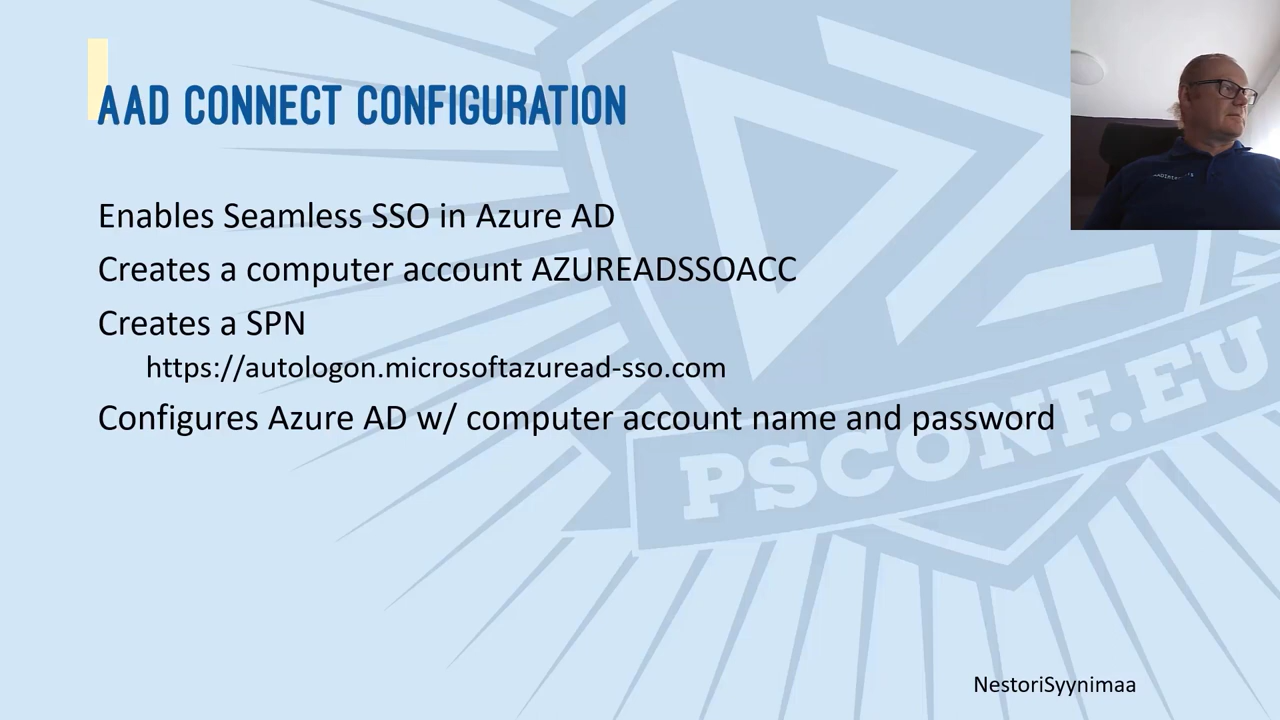 AAD CONNECT CONFIGURATION
Enables Seamless SSO in Azure AD
Creates a computer account AZUREADSSOACC
Creates a SPN
https://autologon.microsoftazuread-sso.com
Configures Azure AD w/ computer account name and password
PSCONF.EU
NestoriSyynimaa